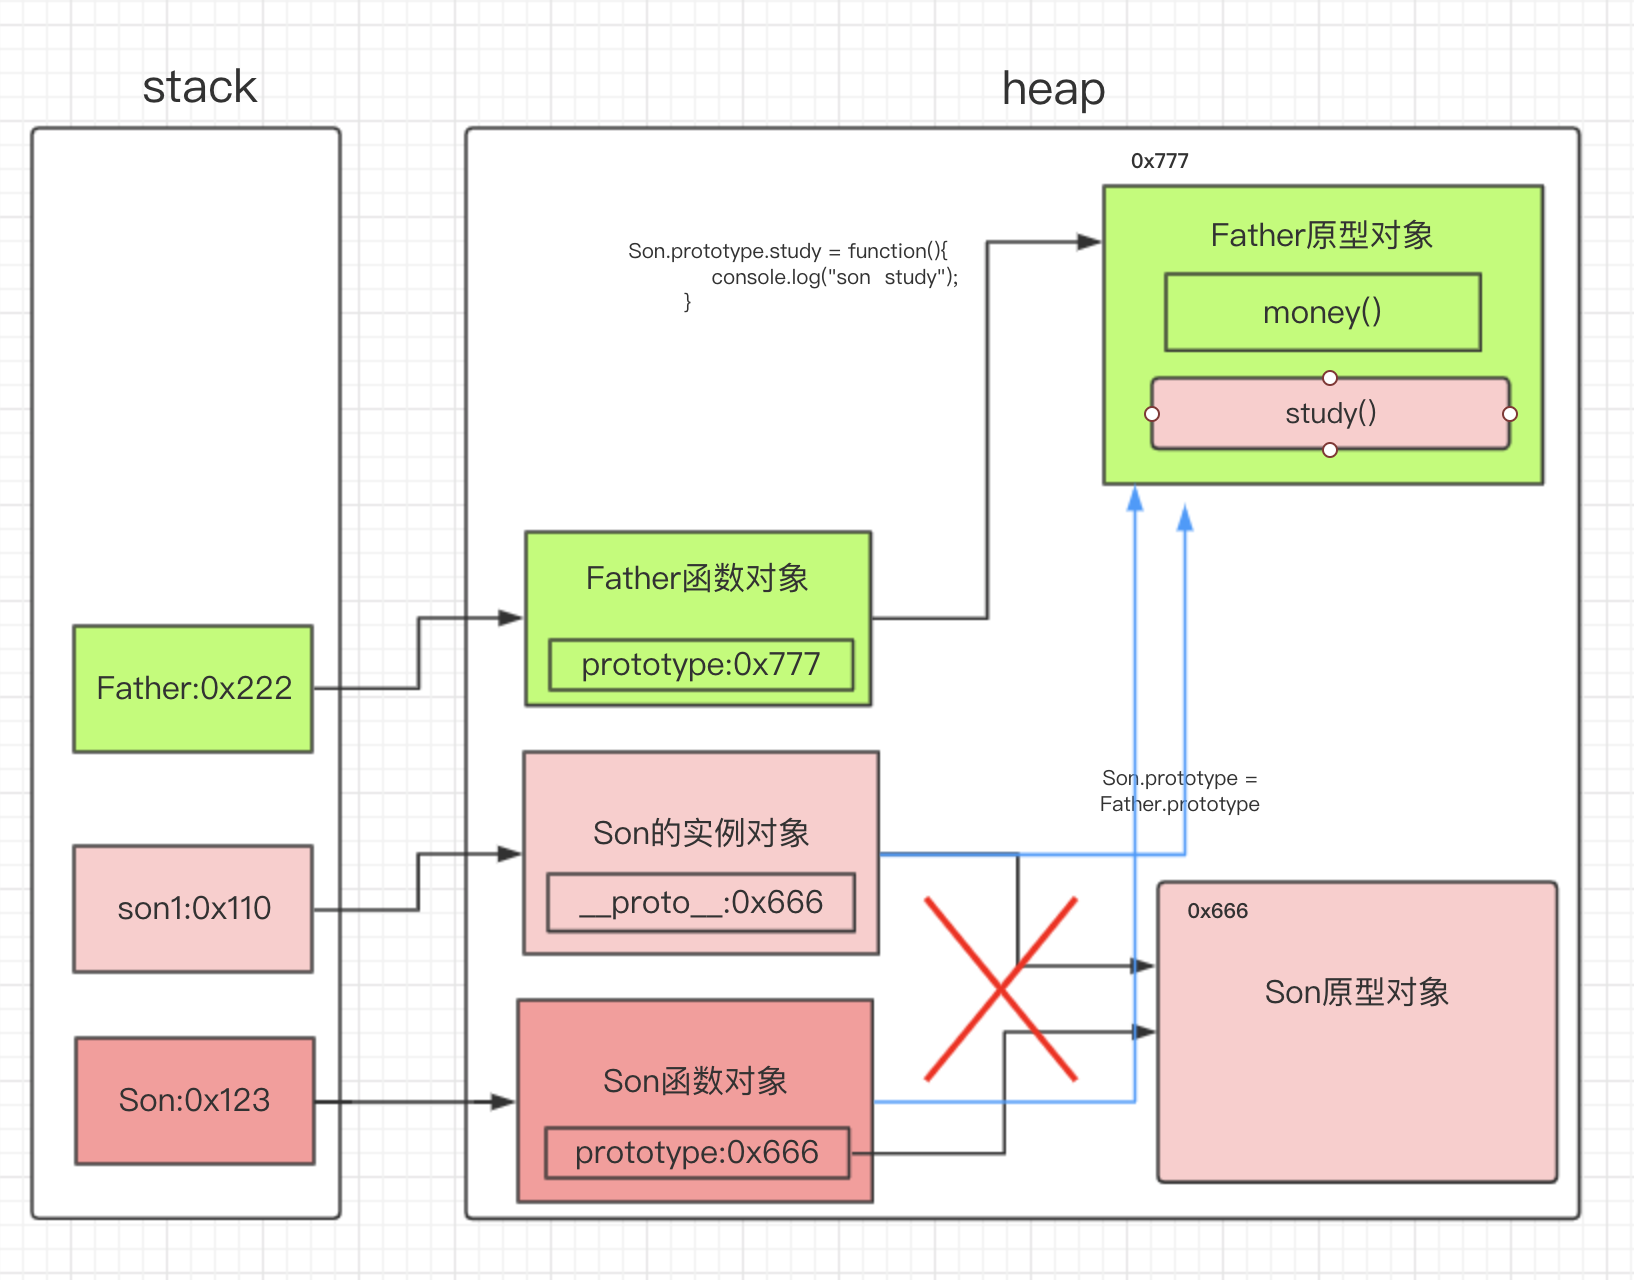 stack
heap
0x777
Father原型对象
Son.prototype.study = function(){
console.log("son  study");
}
money()
study()
Father函数对象
prototype:0x777
Father:0x222
Son.prototype =
Father.prototype
Son的实例对象
__proto__:0x666
son1:0x110
0x666
Son原型对象
Son函数对象
Son:0x123
prototype:0x666